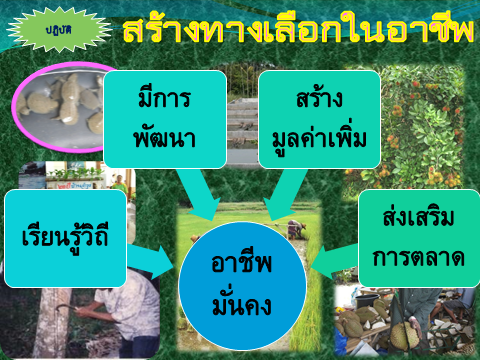 ปฏิบัติ
สร้างทางเลือกในอาชีพ
มีการ
พัฒนา
สร้าง
มูลค่าเพิ่ม
เรียนรู้วิถี
ส่งเสริม
การตลาด
อาชีพ
มั่นคง